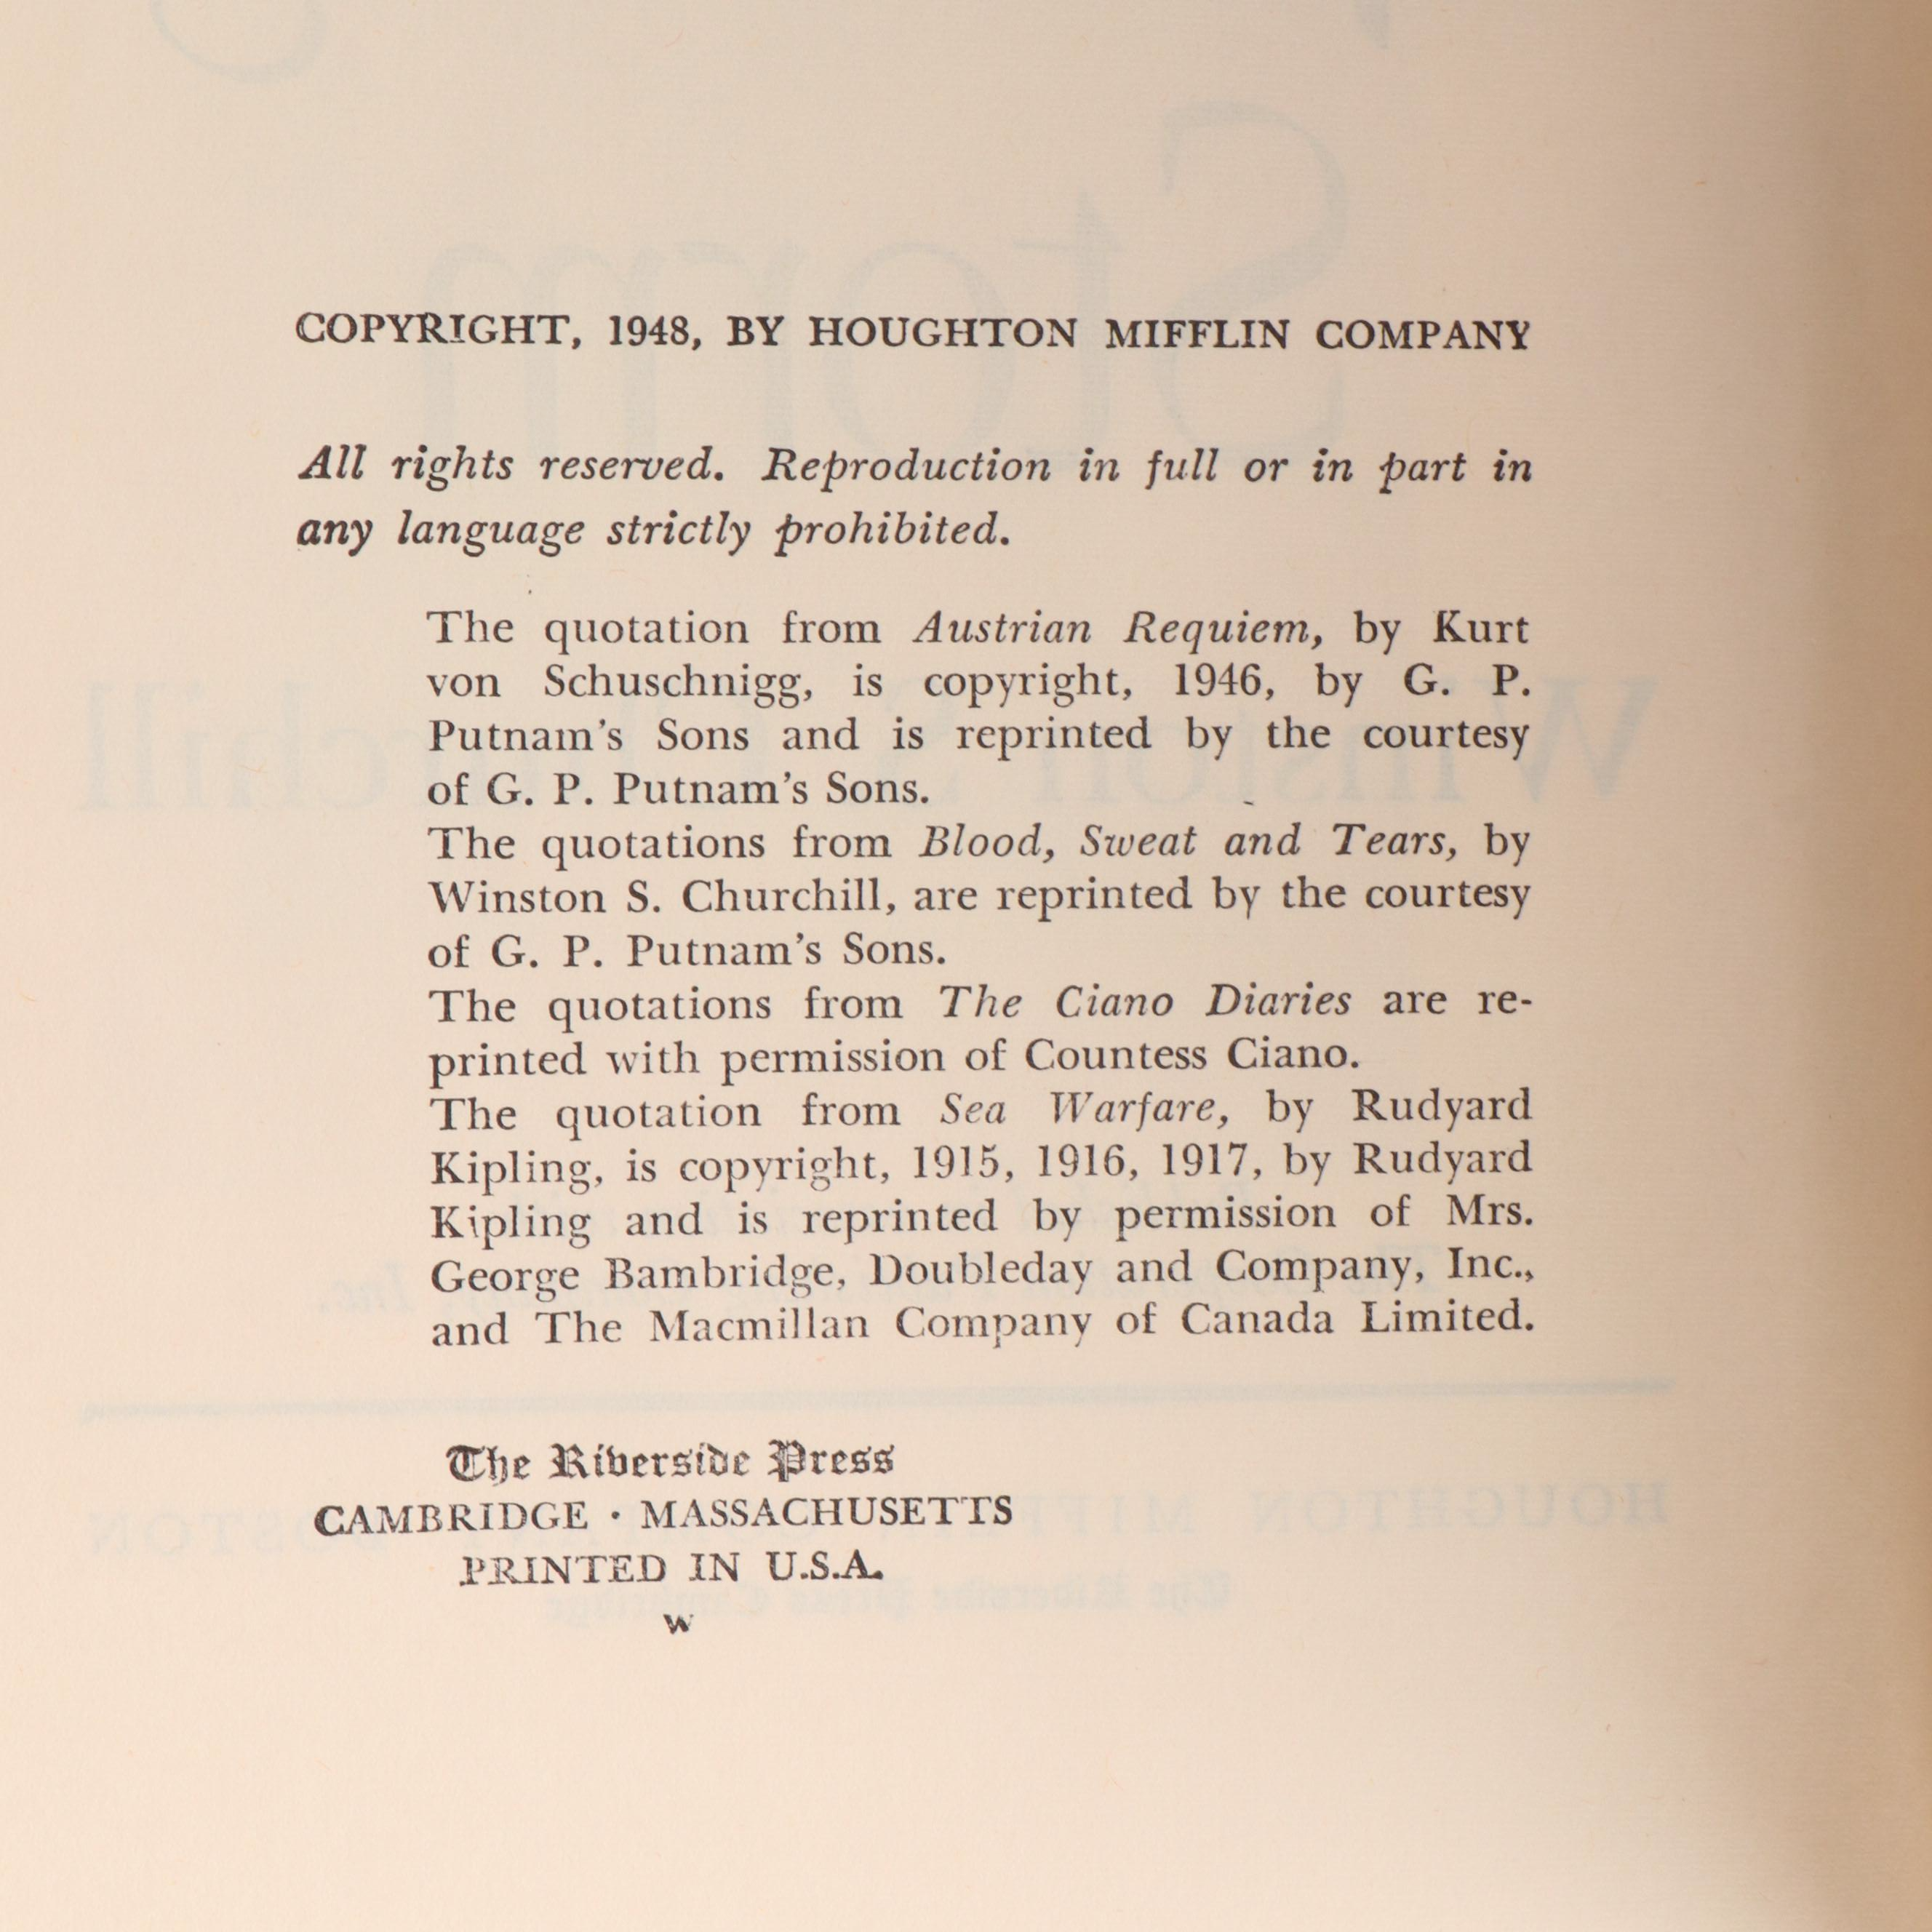 COPYRIGHT, 1948, BY HOUGHTON MIFFLIN COMPANY
All rights reserved. Reproduction in full or in part in
any language strictly prohibited.
The quotation from Austrian Requiem, by Kurt
von Schuschnigg, is copyright, 1946, by G. P.
Putnam's Sons and is reprinted by the courtesy
of G. P. Putnam's Sons.
The quotations from Blood, Sweat and Tears, by
Winston S. Churchill, are reprinted by the courtesy
of G. P. Putnam's Sons.
The quotations from The Ciano Diaries are re-
printed with permission of Countess Ciano.
The quotation from Sea Warfare, by Rudyard
Kipling, is copyright, 1915, 1916, 1917, by Rudyard
Kipling and is reprinted by permission of Mrs.
George Bambridge, Doubleday and Company, Inc.,
and The Macmillan Company of Canada Limited.
The Riverside Press
CAMBRIDGE · MASSACHUSETTS
PRINTED IN U.S.A.
W